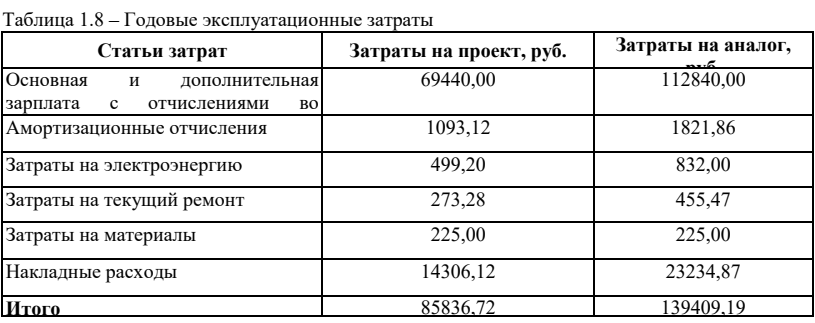 Таблица 1.8 – Годовые эксплуатационные затраты
Статьи затрат Затраты на проект, руб. Затраты на аналог,
руб.
Основная и дополнительная 69440,00 112840,00
зарплата с отчислениями во
Амортизационные отчисления 1093,12 1821,86
Затраты на электроэнергию 499,20 832,00
Затраты на текущий ремонт 273,28 455,47
Затраты на материалы 225,00 225,00
Накладные расходы 14306,12 23234,87
Итого 85836,72 139409,19